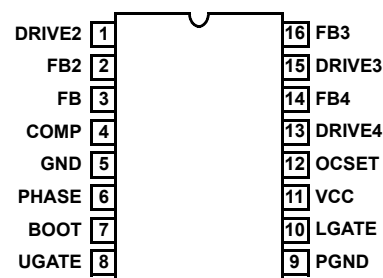 DRIVE2 1 16 FB3
FB2 2 15 DRIVE3
FB 3 14 FB4
COMP 4 13 DRIVE4
GND 5 12 OCSET
PHASE 6 11 VCC
BOOT 7 10 LGATE
UGATE 8 9 PGND